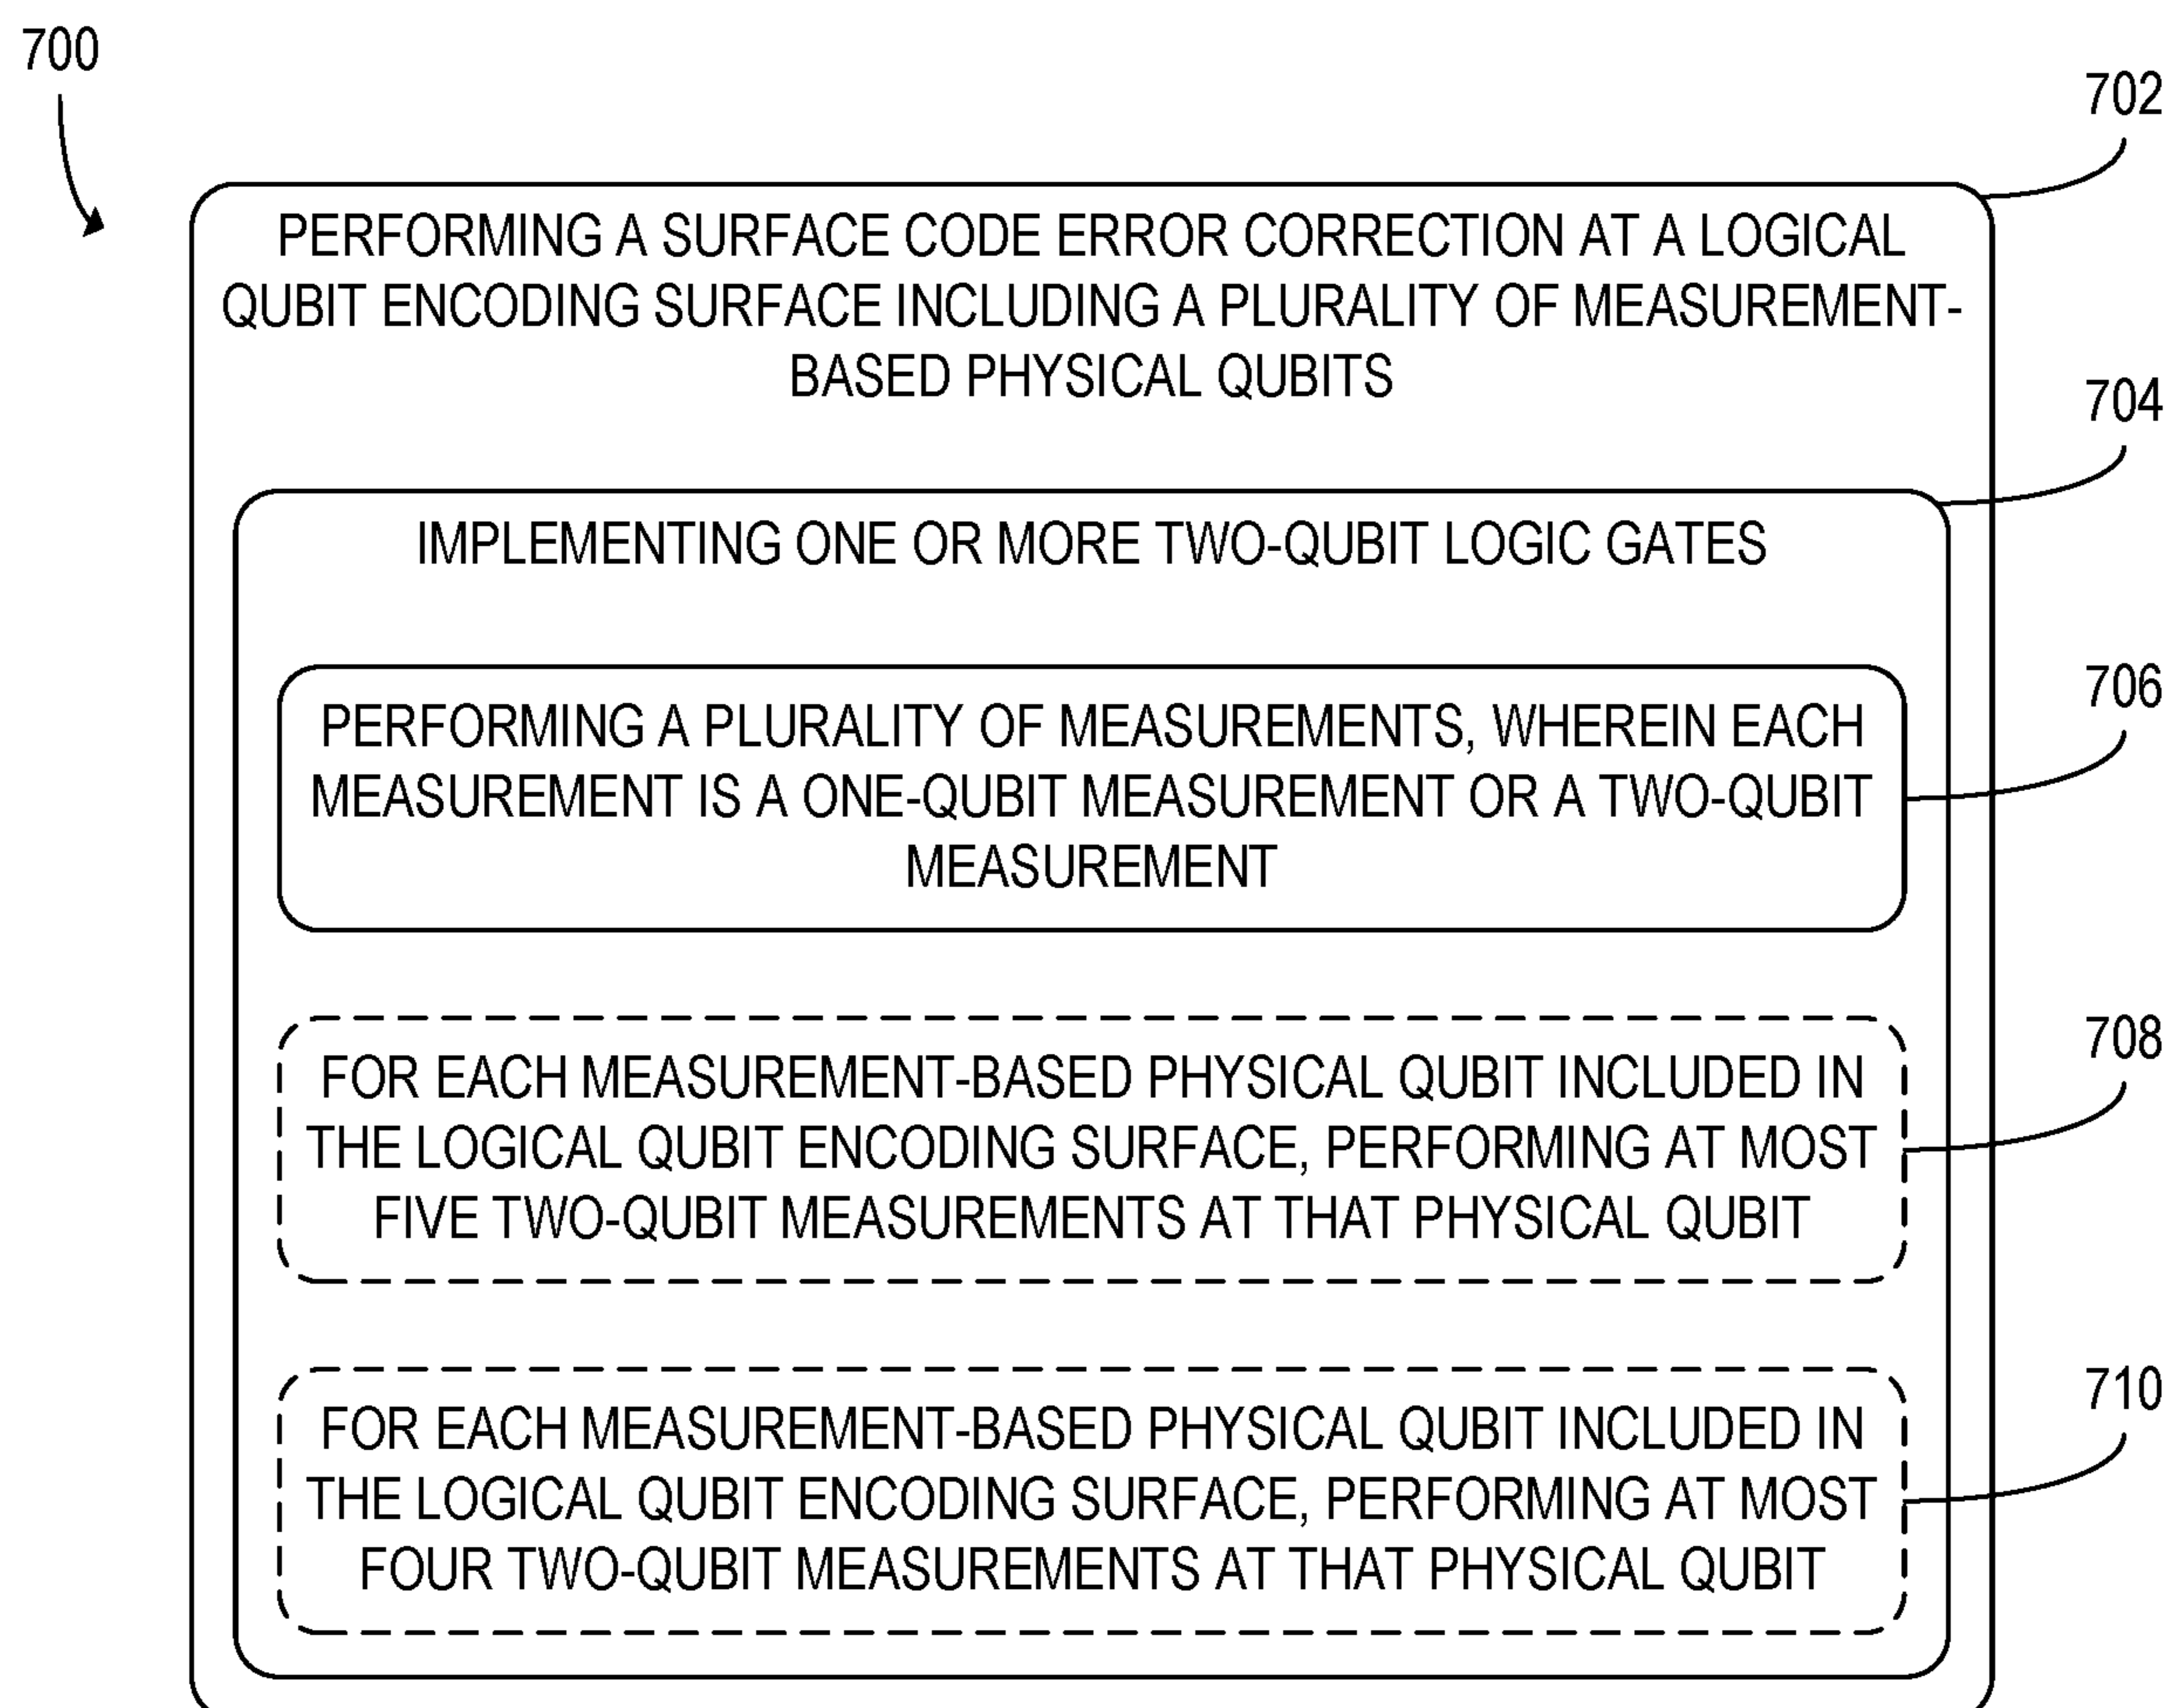 700
702
PERFORMING A SURFACE CODE ERROR CORRECTION AT A LOGICAL
QUBIT ENCODING SURFACE INCLUDING A PLURALITY OF MEASUREMENT-
BASED PHYSICAL QUBITS
704
IMPLEMENTING ONE OR MORE TWO-QUBIT LOGIC GATES
706
PERFORMING A PLURALITY OF MEASUREMENTS, WHEREIN EACH
MEASUREMENT IS A ONE-QUBIT MEASUREMENT OR A TWO-QUBIT
MEASUREMENT
708
FOR EACH MEASUREMENT-BASED PHYSICAL QUBIT INCLUDED IN
THE LOGICAL QUBIT ENCODING SURFACE, PERFORMING AT MOST
FIVE TWO-QUBIT MEASUREMENTS AT THAT PHYSICAL QUBIT
710
FOR EACH MEASUREMENT-BASED PHYSICAL QUBIT INCLUDED IN
THE LOGICAL QUBIT ENCODING SURFACE, PERFORMING AT MOST
FOUR TWO-QUBIT MEASUREMENTS AT THAT PHYSICAL QUBIT